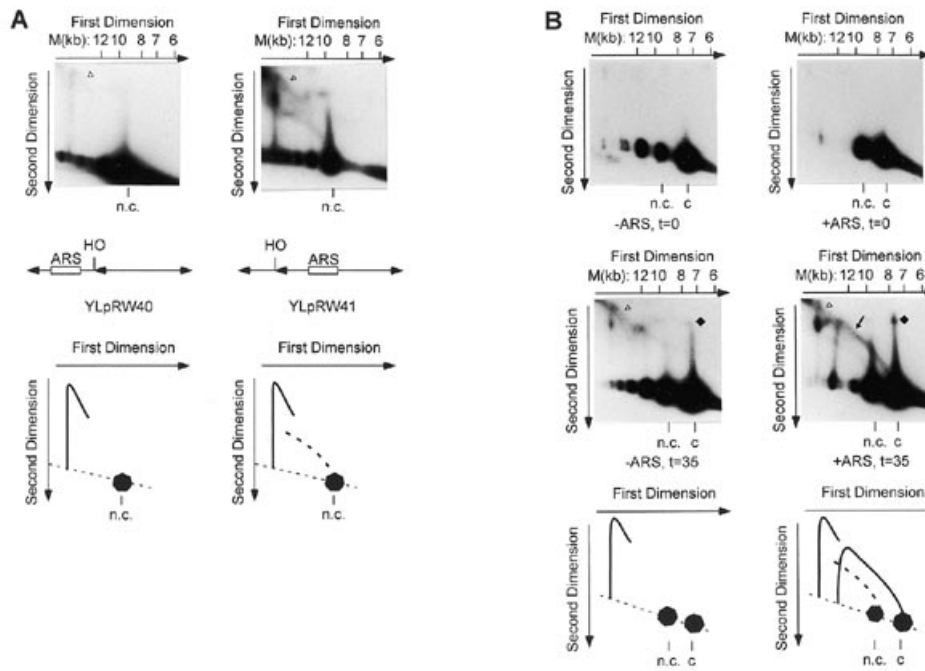 A
First Dimension
M(kb): 12 10 8 7 6
Second Dimension
n.c.
First Dimension
M(kb): 12 10 8 7 6
Second Dimension
n.c.
ARS HO
YLpRW40
HO ARS
YLpRW41
First Dimension
Second Dimension
n.c.
First Dimension
Second Dimension
n.c.
B
First Dimension
M(kb): 12 10 8 7 6
Second Dimension
n.c. c
-ARS, t=0
First Dimension
M(kb): 12 10 8 7 6
Second Dimension
n.c. c
+ARS, t=0
M(kb): 12 10 8 7 6
Second Dimension
n.c. c
-ARS, t=35
M(kb): 12 10 8 7 6
Second Dimension
n.c. c
+ARS, t=35
First Dimension
Second Dimension
n.c. c
First Dimension
Second Dimension
n.c. c